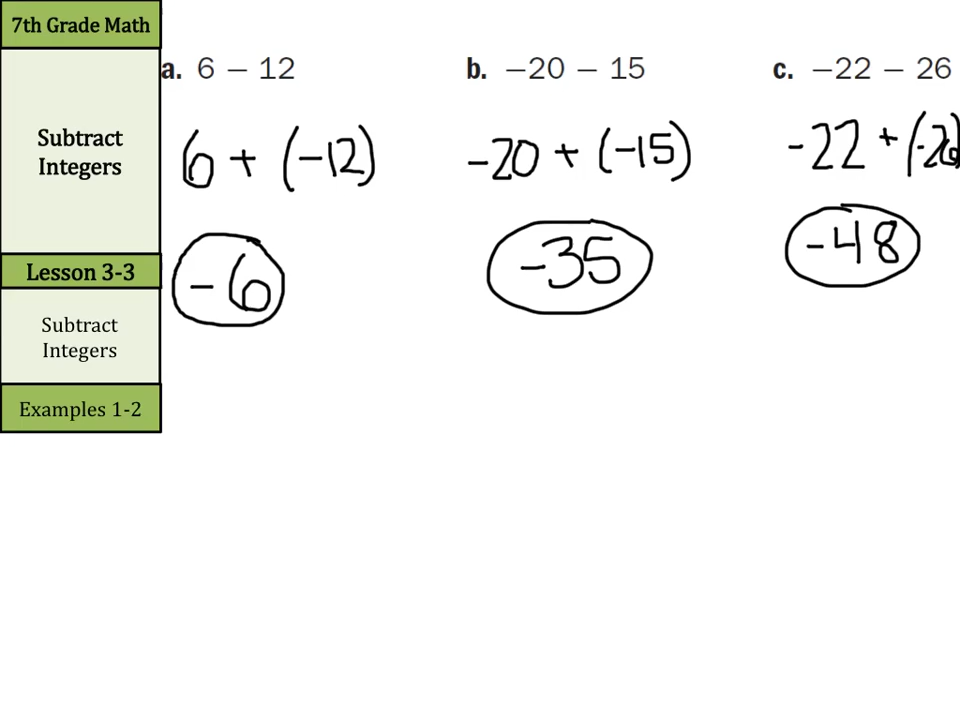 7th Grade Math
Subtract
Integers
Lesson 3-3
Subtract
Integers
Examples 1-2
a. 6 − 12
6 + (-12)
-6
b. −20 − 15
-20 + (-15)
-35
c. −22 − 26
-22 + (-26)
-48